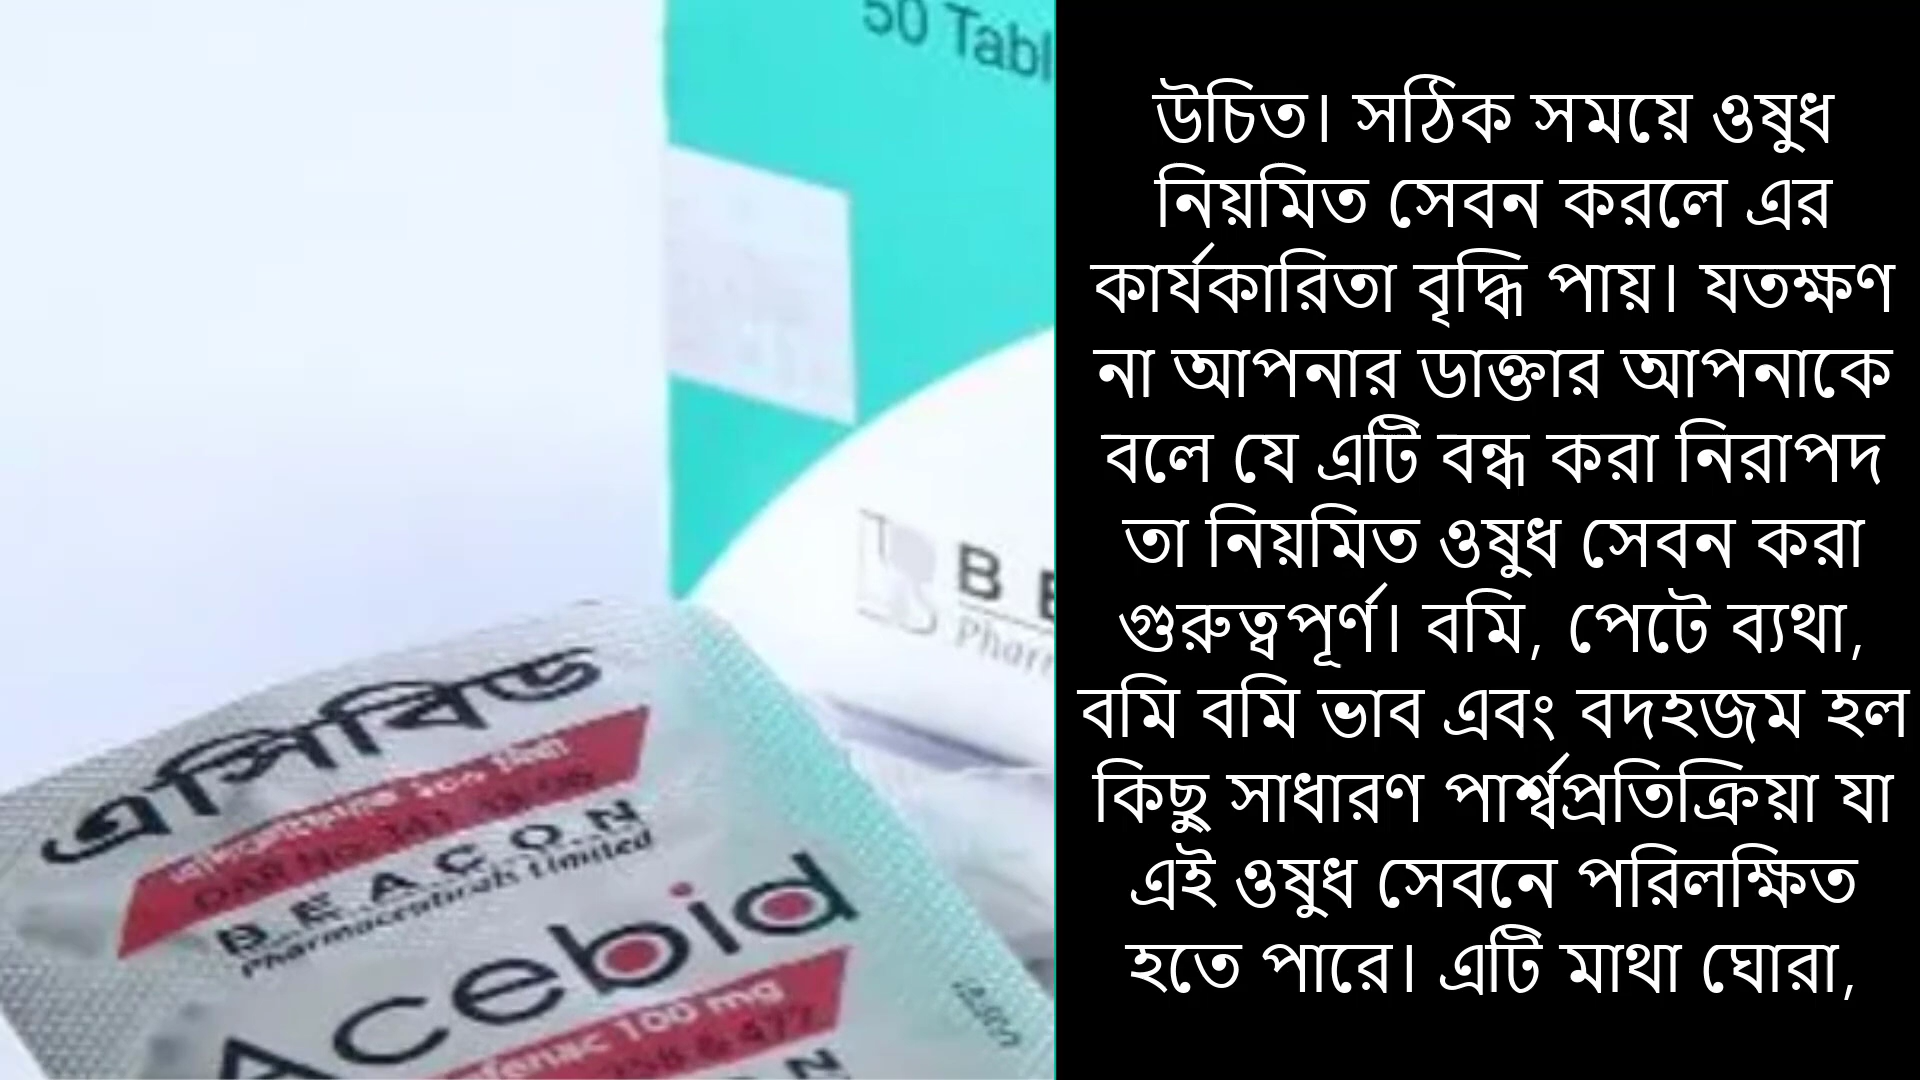 50 Tabl
B E
Phar
এসিবিড
BEACON
Pharmaceuticals Limited
Acebid
fenac 100 mg
উচিত। সঠিক সময়ে ওষুধ
নিয়মিত সেবন করলে এর
কার্যকারিতা বৃদ্ধি পায়। যতক্ষণ
না আপনার ডাক্তার আপনাকে
বলে যে এটি বন্ধ করা নিরাপদ
তা নিয়মিত ওষুধ সেবন করা
গুরুত্বপূর্ণ। বমি, পেটে ব্যথা,
বমি বমি ভাব এবং বদহজম হল
কিছু সাধারণ পার্শ্বপ্রতিক্রিয়া যা
এই ওষুধ সেবনে পরিলক্ষিত
হতে পারে। এটি মাথা ঘোরা,